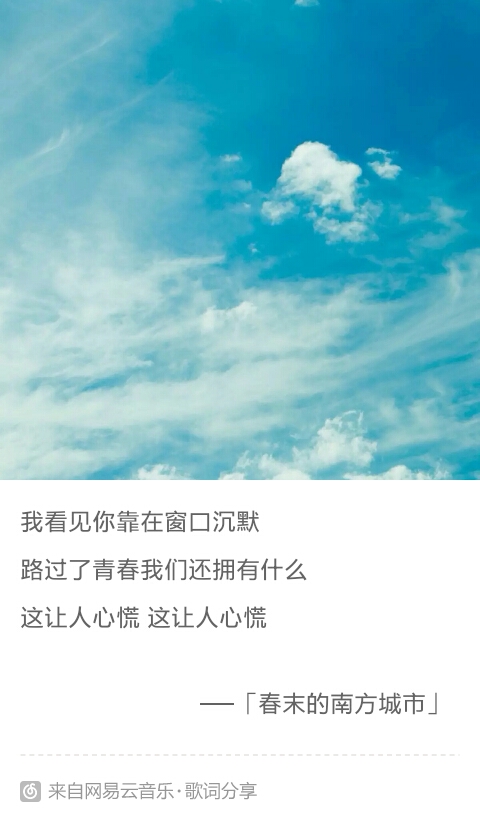 我看见你靠在窗口沉默
路过了青春我们还拥有什么
这让人心慌 这让人心慌
——「春末的南方城市」
来自网易云音乐·歌词分享